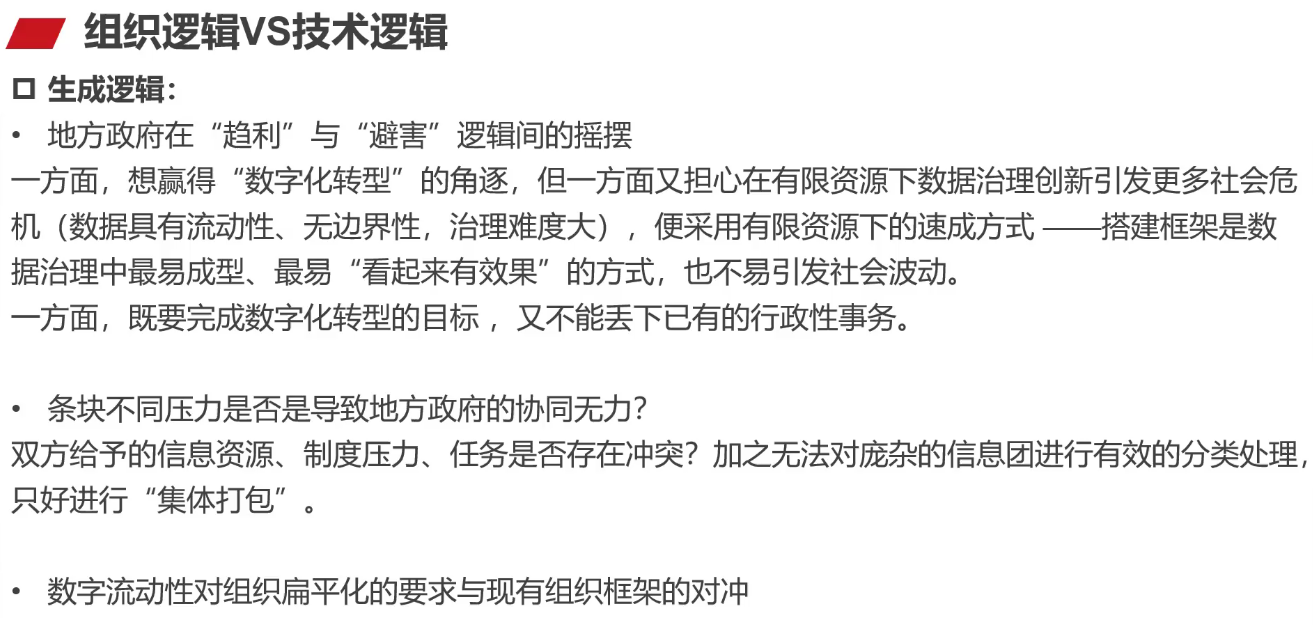 组织逻辑VS技术逻辑
生成逻辑：
• 地方政府在“趋利”与“避害”逻辑间的摇摆
一方面，想赢得“数字化转型”的角逐，但一方面又担心在有限资源下数据治理创新引发更多社会危
机（数据具有流动性、无边界性，治理难度大），便采用有限资源下的速成方式 ——搭建框架是数
据治理中最易成型、最易“看起来有效果”的方式，也不易引发社会波动。
一方面，既要完成数字化转型的目标 ，又不能丢下已有的行政性事务。
• 条块不同压力是否是导致地方政府的协同无力？
双方给予的信息资源、制度压力、任务是否存在冲突？加之无法对庞杂的信息团进行有效的分类处理，
只好进行“集体打包”。
• 数字流动性对组织扁平化的要求与现有组织框架的对冲